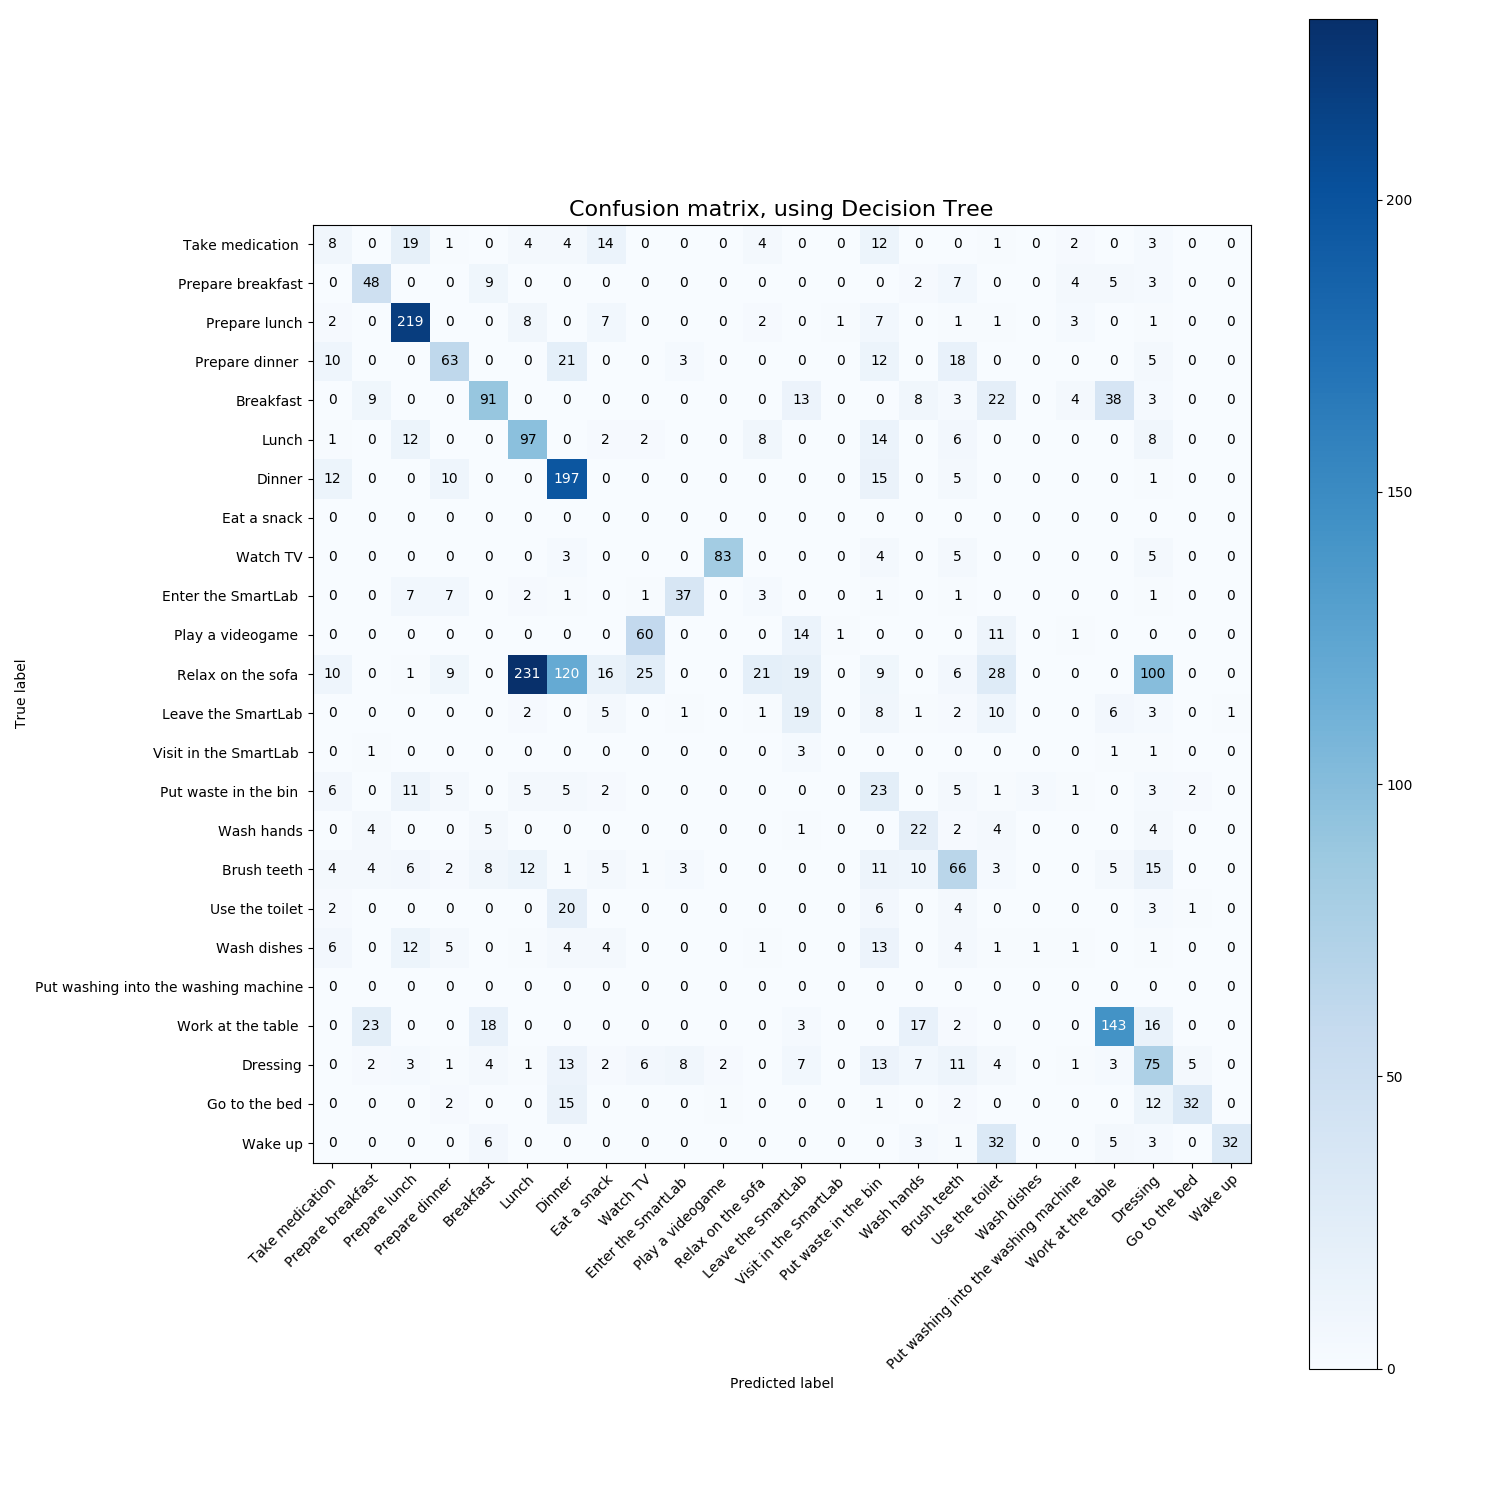 Confusion matrix, using Decision Tree
Take medication 8 0 19 1 0 4 4 14 0 0 0 4 0 0 12 0 0 1 0 2 0 3 0 0
Prepare breakfast 0 48 0 0 9 0 0 0 0 0 0 0 0 0 0 2 7 0 0 4 5 3 0 0
Prepare lunch 2 0 219 0 0 8 0 7 0 0 0 2 0 1 7 0 1 1 0 3 0 1 0 0
Prepare dinner 10 0 0 63 0 0 21 0 0 3 0 0 0 0 12 0 18 0 0 0 0 5 0 0
Breakfast 0 9 0 0 91 0 0 0 0 0 0 0 13 0 0 8 3 22 0 4 38 3 0 0
Lunch 1 0 12 0 0 97 0 2 2 0 0 8 0 0 14 0 6 0 0 0 0 8 0 0
Dinner 12 0 0 10 0 0 197 0 0 0 0 0 0 0 15 0 5 0 0 0 0 1 0 0
Eat a snack 0 0 0 0 0 0 0 0 0 0 0 0 0 0 0 0 0 0 0 0 0 0 0 0
Watch TV 0 0 0 0 0 0 3 0 0 0 83 0 0 0 4 0 5 0 0 0 0 5 0 0
Enter the SmartLab 0 0 7 7 0 2 1 0 1 37 0 3 0 0 1 0 1 0 0 0 0 1 0 0
Play a videogame 0 0 0 0 0 0 0 0 60 0 0 0 14 1 0 0 0 11 0 1 0 0 0 0
Relax on the sofa 10 0 1 9 0 231 120 16 25 0 0 21 19 0 9 0 6 28 0 0 0 100 0 0
Leave the SmartLab 0 0 0 0 0 2 0 5 0 1 0 1 19 0 8 1 2 10 0 0 6 3 0 1
Visit in the SmartLab 0 1 0 0 0 0 0 0 0 0 0 0 3 0 0 0 0 0 0 0 1 1 0 0
Put waste in the bin 6 0 11 5 0 5 5 2 0 0 0 0 0 0 23 0 5 1 3 1 0 3 2 0
Wash hands 0 4 0 0 5 0 0 0 0 0 0 0 1 0 0 22 2 4 0 0 0 4 0 0
Brush teeth 4 4 6 2 8 12 1 5 1 3 0 0 0 0 11 10 66 3 0 0 5 15 0 0
Use the toilet 2 0 0 0 0 0 20 0 0 0 0 0 0 0 6 0 4 0 0 0 0 3 1 0
Wash dishes 6 0 12 5 0 1 4 4 0 0 0 1 0 0 13 0 4 1 1 1 0 1 0 0
Put washing into the washing machine 0 0 0 0 0 0 0 0 0 0 0 0 0 0 0 0 0 0 0 0 0 0 0 0
Work at the table 0 23 0 0 18 0 0 0 0 0 0 0 3 0 0 17 2 0 0 0 143 16 0 0
Dressing 0 2 3 1 4 1 13 2 6 8 2 0 7 0 13 7 11 4 0 1 3 75 5 0
Go to the bed 0 0 0 2 0 0 15 0 0 0 1 0 0 0 1 0 2 0 0 0 0 12 32 0
Wake up 0 0 0 0 6 0 0 0 0 0 0 0 0 0 0 3 1 32 0 0 5 3 0 32
Take medication
Prepare breakfast
Prepare lunch
Prepare dinner
Breakfast
Lunch
Dinner
Eat a snack
Watch TV
Enter the SmartLab
Play a videogame
Relax on the sofa
Leave the SmartLab
Visit in the SmartLab
Put waste in the bin
Wash hands
Brush teeth
Use the toilet
Wash dishes
Put washing into the washing machine
Work at the table
Dressing
Go to the bed
Wake up
True label
Predicted label
200
150
100
50
0